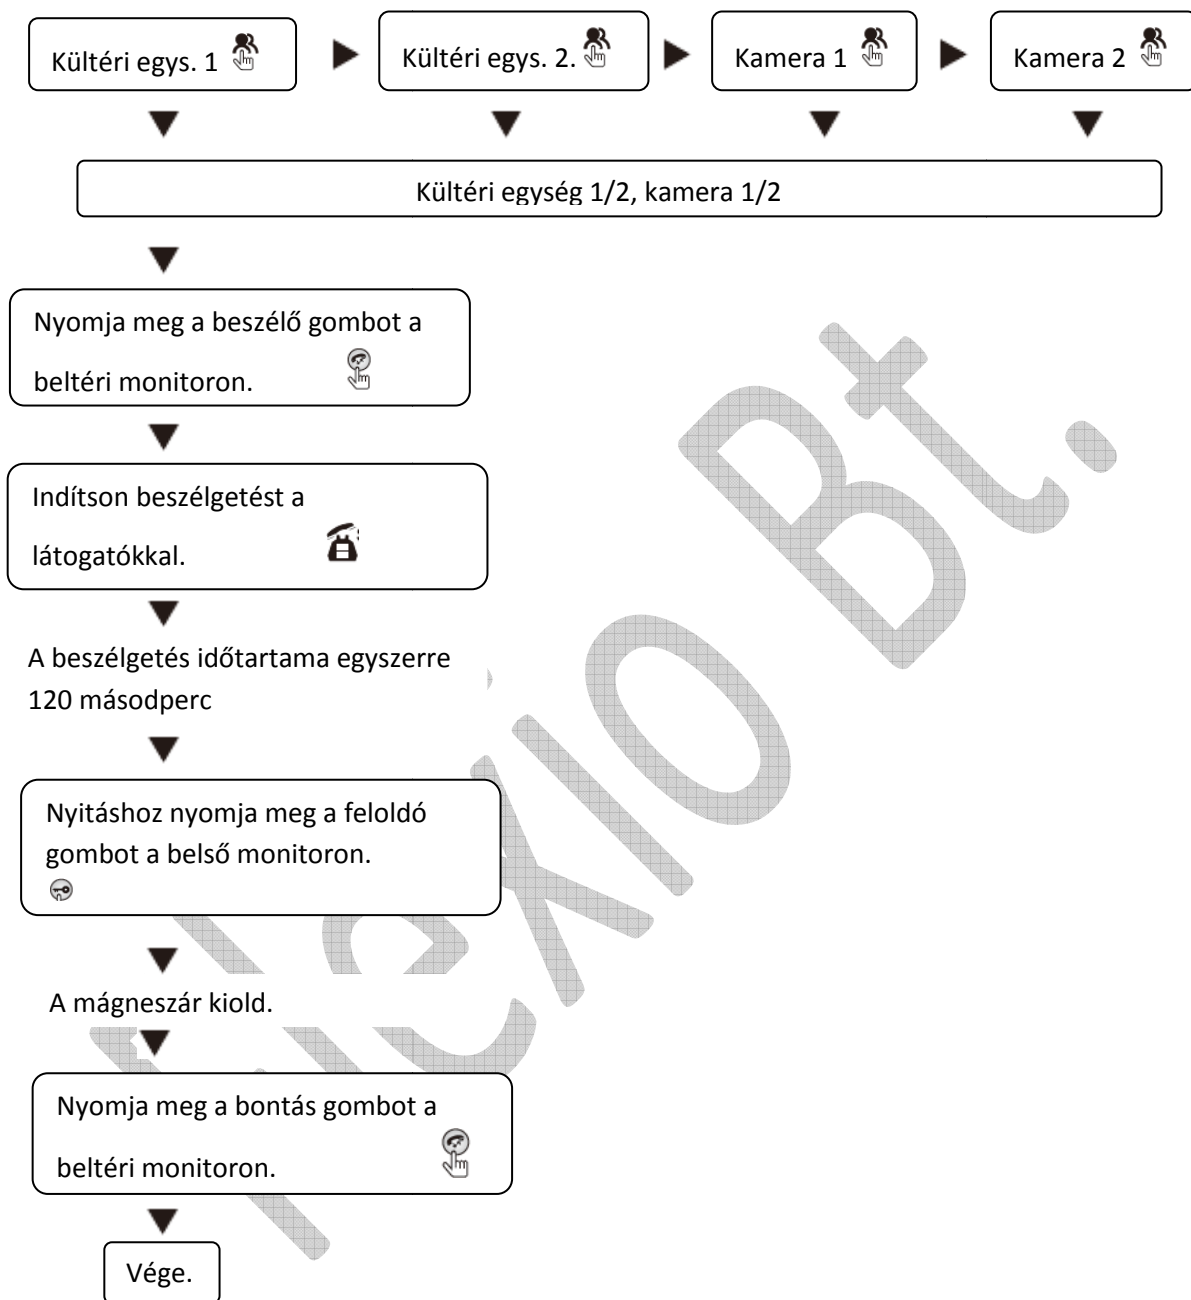 Kültéri egys. 1
Kültéri egys. 2.
Kamera 1
Kamera 2
Kültéri egység 1/2, kamera 1/2
Nyomja meg a beszélő gombot a
beltéri monitoron.
Indítson beszélgetést a
látogatókkal.
A beszélgetés időtartama egyszerre
120 másodperc
Nyitáshoz nyomja meg a feloldó
gombot a belső monitoron.
A mágneszár kiold.
Nyomja meg a bontás gombot a
beltéri monitoron.
Vége.
Bt.